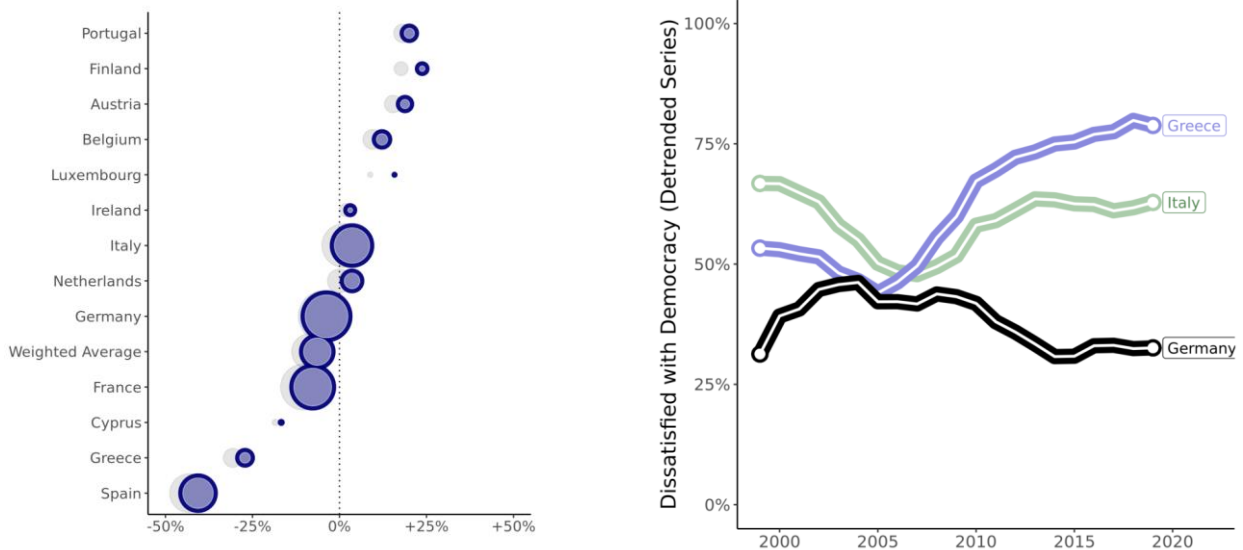 Portugal
Finland
Austria
Belgium
Luxembourg
Ireland
Italy
Netherlands
Germany
Weighted Average
France
Cyprus
Greece
Spain
-50% -25% 0% +25% +50%
Dissatisfied with Democracy (Detrended Series)
100%
75%
50%
25%
0%
Greece
Italy
Germany
2000 2005 2010 2015 2020